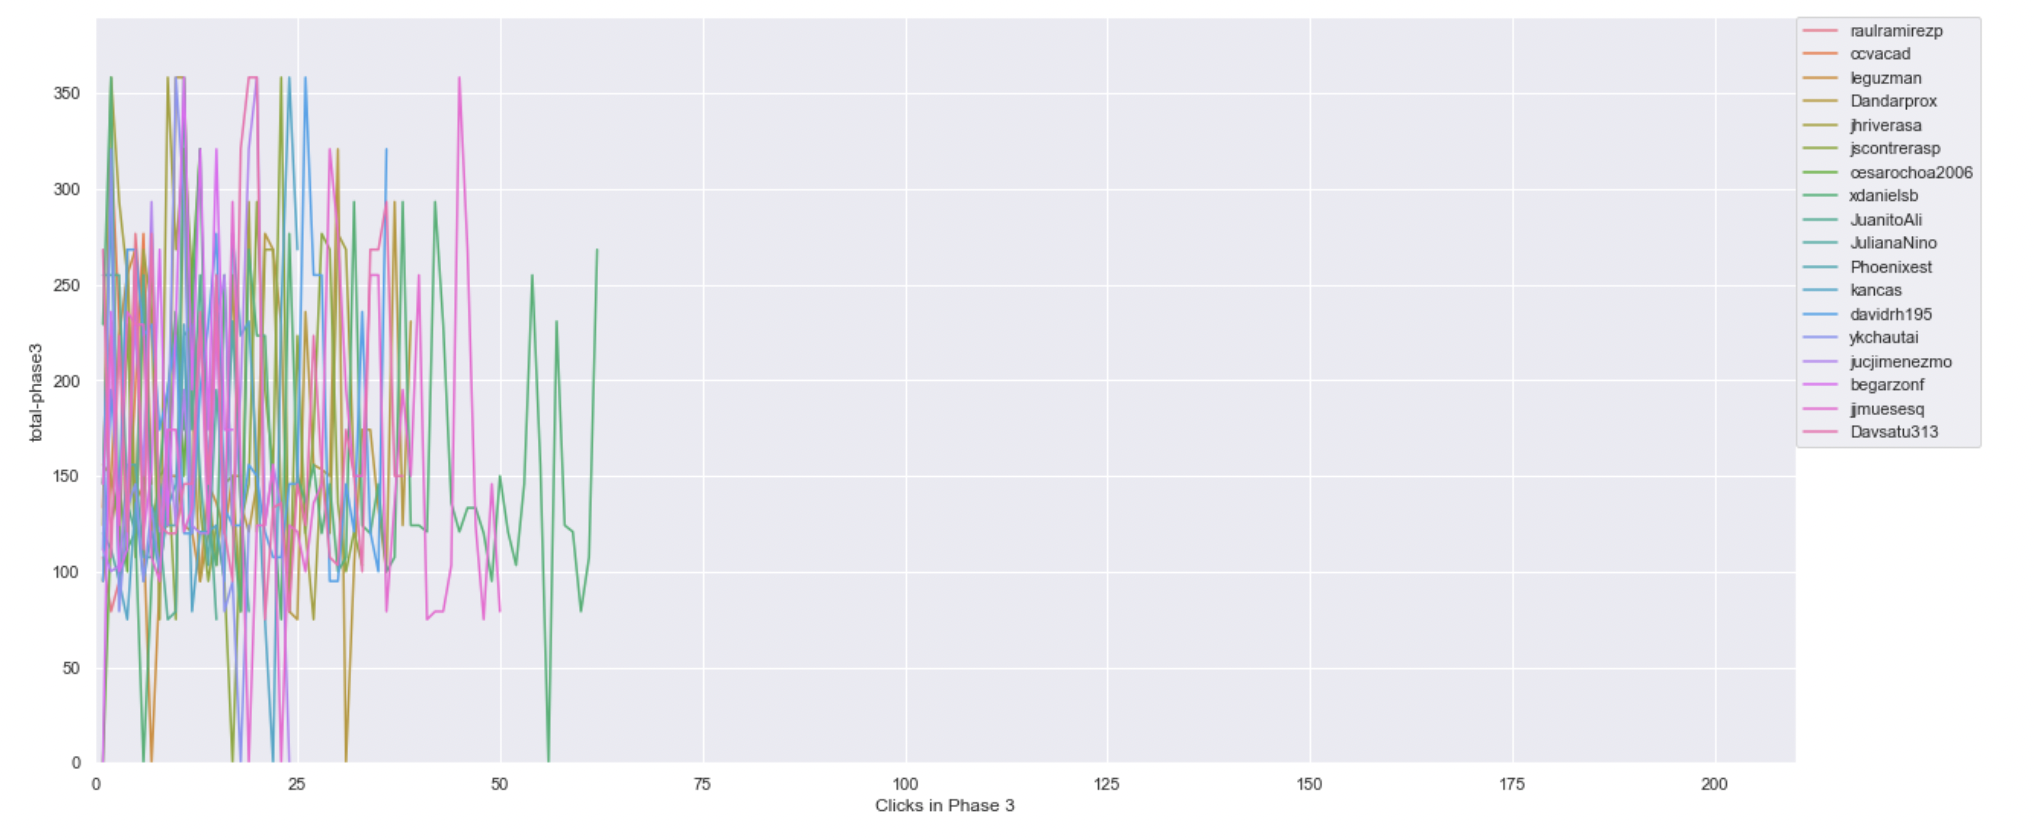 total-phase3
350
300
250
200
150
100
50
0
0 25 50 75 100 125 150 175 200
Clicks in Phase 3
raulramirezp
ccvacad
leguzman
Dandarprox
jhriverasa
jscontrerasp
cesarochoa2006
xdanielsb
JuanitoAli
JulianaNino
Phoenixest
kancas
davidrh195
ykchautai
jucjimenezmo
begarzonf
jjmuesesq
Davsatu313